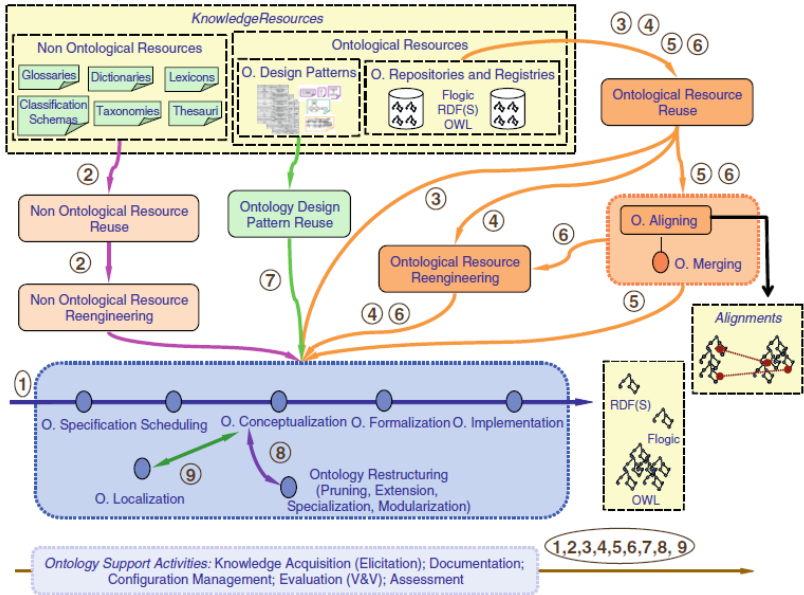 KnowledgeResources
Non Ontological Resources
Glossaries
Dictionaries
Lexicons
Classification
Schemas
Taxonomies
Thesauri
Ontological Resources
O. Design Patterns
O. Repositories and Registries
Flogic
RDF(S)
OWL
3 4
5 6
Ontological Resource
Reuse
2
3
4
5 6
Non Ontological Resource
Reuse
Ontology Design
Pattern Reuse
O. Aligning
O. Merging
6
Ontological Resource
Reengineering
2
7
Non Ontological Resource
Reengineering
4 6
5
Alignments
1
O. Specification Scheduling
O. Conceptualization
O. Formalization
O. Implementation
RDF(S)
Flogic
OWL
9
8
O. Localization
Ontology Restructuring
(Pruning, Extension,
Specialization, Modularization)
1,2,3,4,5,6,7,8, 9
Ontology Support Activities: Knowledge Acquisition (Elicitation); Documentation;
Configuration Management; Evaluation (V&V); Assessment